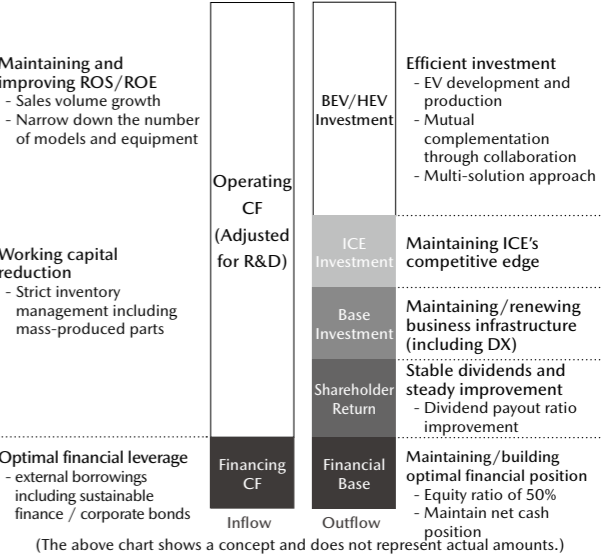 Maintaining and
improving ROS/ROE
- Sales volume growth
- Narrow down the number
of models and equipment
Working capital
reduction
- Strict inventory
management including
mass-produced parts
Optimal financial leverage
- external borrowings
including sustainable
finance / corporate bonds
Operating
CF
(Adjusted
for R&D)
Financing
CF
Inflow
BEV/HEV
Investment
ICE
Investment
Base
Investment
Shareholder
Return
Financial
Base
Outflow
Efficient investment
- EV development and
production
- Mutual
complementation
through collaboration
- Multi-solution approach
Maintaining ICE's
competitive edge
Maintaining/renewing
business infrastructure
(including DX)
Stable dividends and
steady improvement
- Dividend payout ratio
improvement
Maintaining/building
optimal financial position
- Equity ratio of 50%
- Maintain net cash
position
(The above chart shows a concept and does not represent actual amounts.)